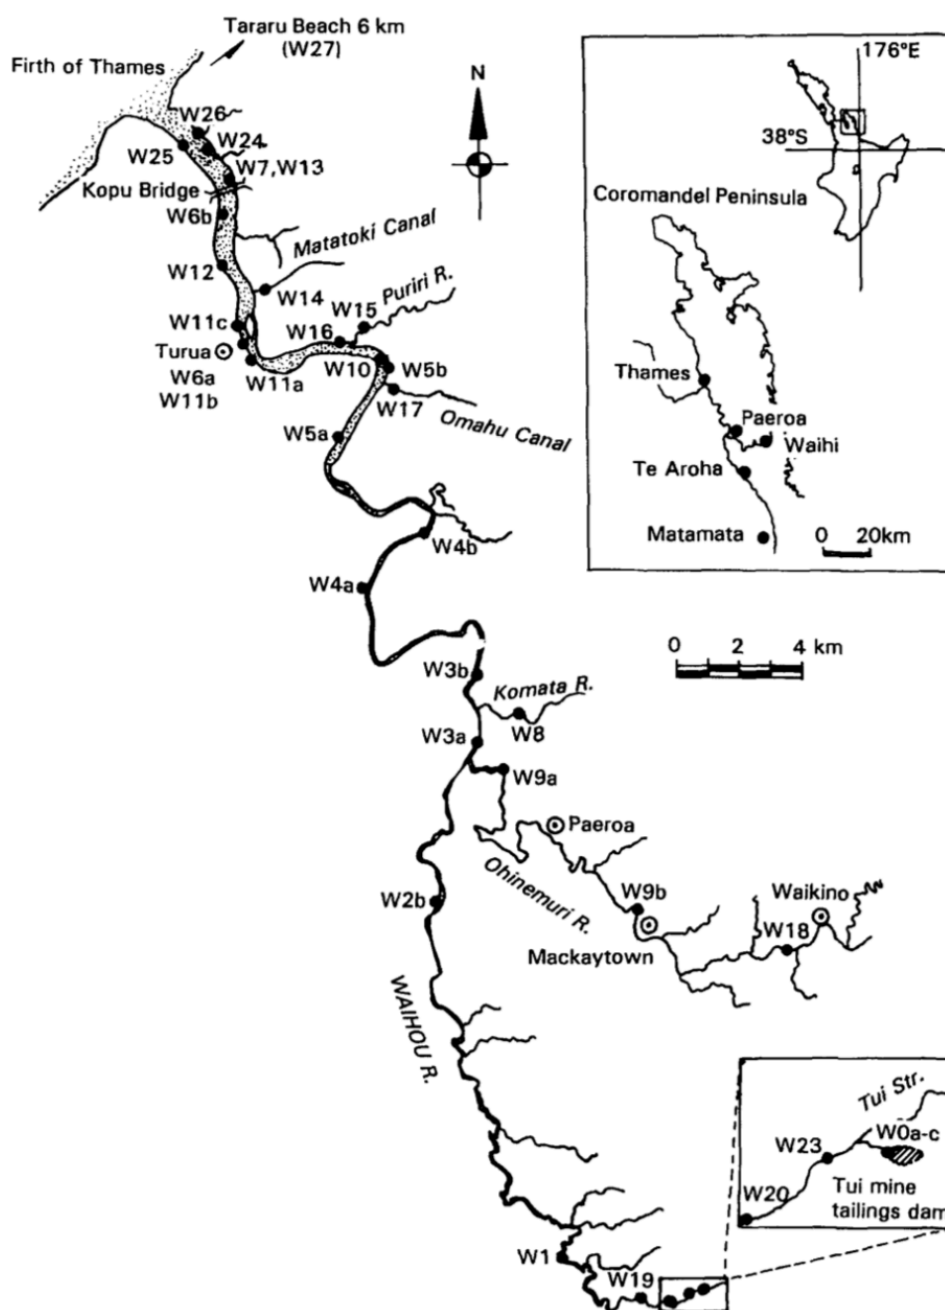 Tararu Beach 6 km
(W27)
Firth of Thames
N
W26
W24
W25
W7, W13
Kopu Bridge
W6b
Matatoki Canal
W12
W14
Puriri R.
W15
W11c
W16
Turua
W10
W5b
W6a
W11a
W11b
W17
Omahu Canal
W5a
W4b
W4a
W3b
Komata R.
W8
W3a
W9a
Paeroa
Ohinemuri R.
W2b
W9b
Waikino
W18
Mackaytown
WAIHOU R.
W1
W19
176°E
38°S
Coromandel Peninsula
Thames
Paeroa
Waihi
Te Aroha
Matamata
0 20km
0 2 4 km
Tui Str.
W0a-c
W23
W20
Tui mine
tailings dam